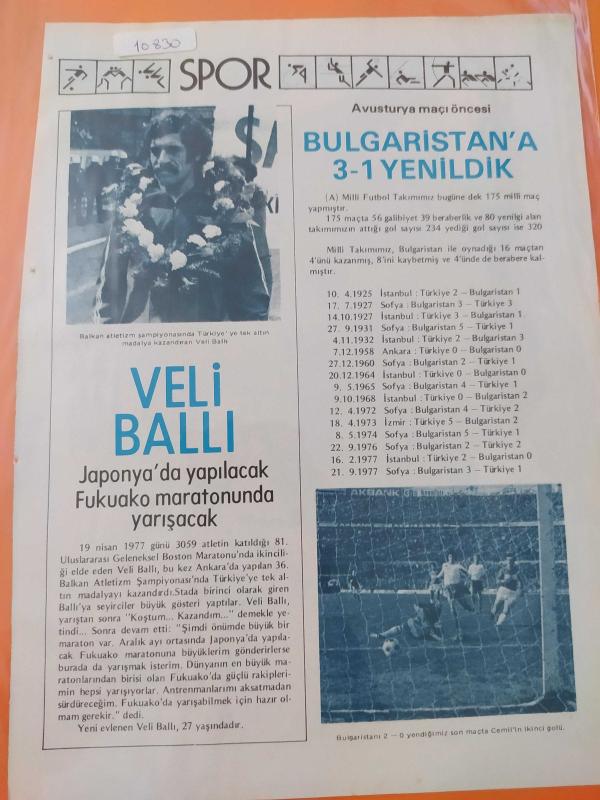 10830
SPOR
Balkan atletizm şampiyonasında Türkiye'ye tek altın
madalya kazandıran Veli Ballı
VELİ
BALLI
Japonya'da yapılacak
Fukuako maratonunda
yarışacak
19 nisan 1977 günü 3059 atletin katıldığı 81.
Uluslararası Geleneksel Boston Maratonu'nda ikinciliği
elde eden Veli Ballı, bu kez Ankara'da yapılan 36.
Balkan Atletizm Şampiyonası'nda Türkiye'ye tek al-
tın madalyayı kazandırdı.Stada birinci olarak giren
Ballı'ya seyirciler büyük gösteri yaptılar. Veli Ballı,
yarıştan sonra "Koştum... Kazandım..." demekle ye-
tindi... Sonra devam etti: "Şimdi önümde büyük bir
maraton var. Aralık ayı ortasında Japonya'da yapıla-
cak Fukuako maratonuna büyüklerim gönderirlerse
burada da yarışmak isterim. Dünyanın en büyük ma-
ratonlarından birisi olan Fukuako'da güçlü rakiple-
rimin hepsi yarışıyorlar. Antrenmanlarımı aksatmadan
sürdüreceğim. Fukuako'da yarışabilmek için hazır ol-
mam gerekir." dedi.
Yeni evlenen Veli Ballı, 27 yaşındadır.
Avusturya maçı öncesi
BULGARİSTAN'A
3-1 YENİLDİK
(A) Milli Futbol Takımımız bugüne dek 175 milli maç
yapmıştır.
175 maçta 56 galibiyet 39 beraberlik ve 80 yenilgi alan
takımımızın attığı gol sayısı 234 yediği gol sayısı ise 320
Milli Takımımız, Bulgaristan ile oynadığı 16 maçtan
4'ünü kazanmış, 8'ini kaybetmiş ve 4'ünde de berabere kal-
mıştır.
10. 4.1925 İstanbul : Türkiye 2 – Bulgaristan 1
17. 7.1927 Sofya : Bulgaristan 3 – Türkiye 3
14.10.1927 İstanbul : Türkiye 3 – Bulgaristan 1
27. 9.1931 Sofya : Bulgaristan 5 – Türkiye 1
4.11.1932 İstanbul : Türkiye 2 – Bulgaristan 3
7.12.1958 Ankara : Türkiye 0 – Bulgaristan 0
27.12.1960 Sofya : Bulgaristan 2 – Türkiye 1
20.12.1964 İstanbul : Türkiye 0 – Bulgaristan 0
9. 5.1965 Sofya : Bulgaristan 4 – Türkiye 1
9.10.1968 İstanbul : Türkiye 0 – Bulgaristan 2
12. 4.1972 Sofya : Bulgaristan 4 – Türkiye 2
18. 4.1973 İzmir : Türkiye 5 – Bulgaristan 2
8. 5.1974 Sofya : Bulgaristan 5 – Türkiye 1
22. 9.1976 Sofya : Bulgaristan 2 – Türkiye 2
16. 2.1977 İstanbul : Türkiye 2 – Bulgaristan 0
21. 9.1977 Sofya : Bulgaristan 3 – Türkiye 1
AKBANK
Bulgaristanı 2 – 0 yendiğimiz son maçta Cemil'in ikinci golü.